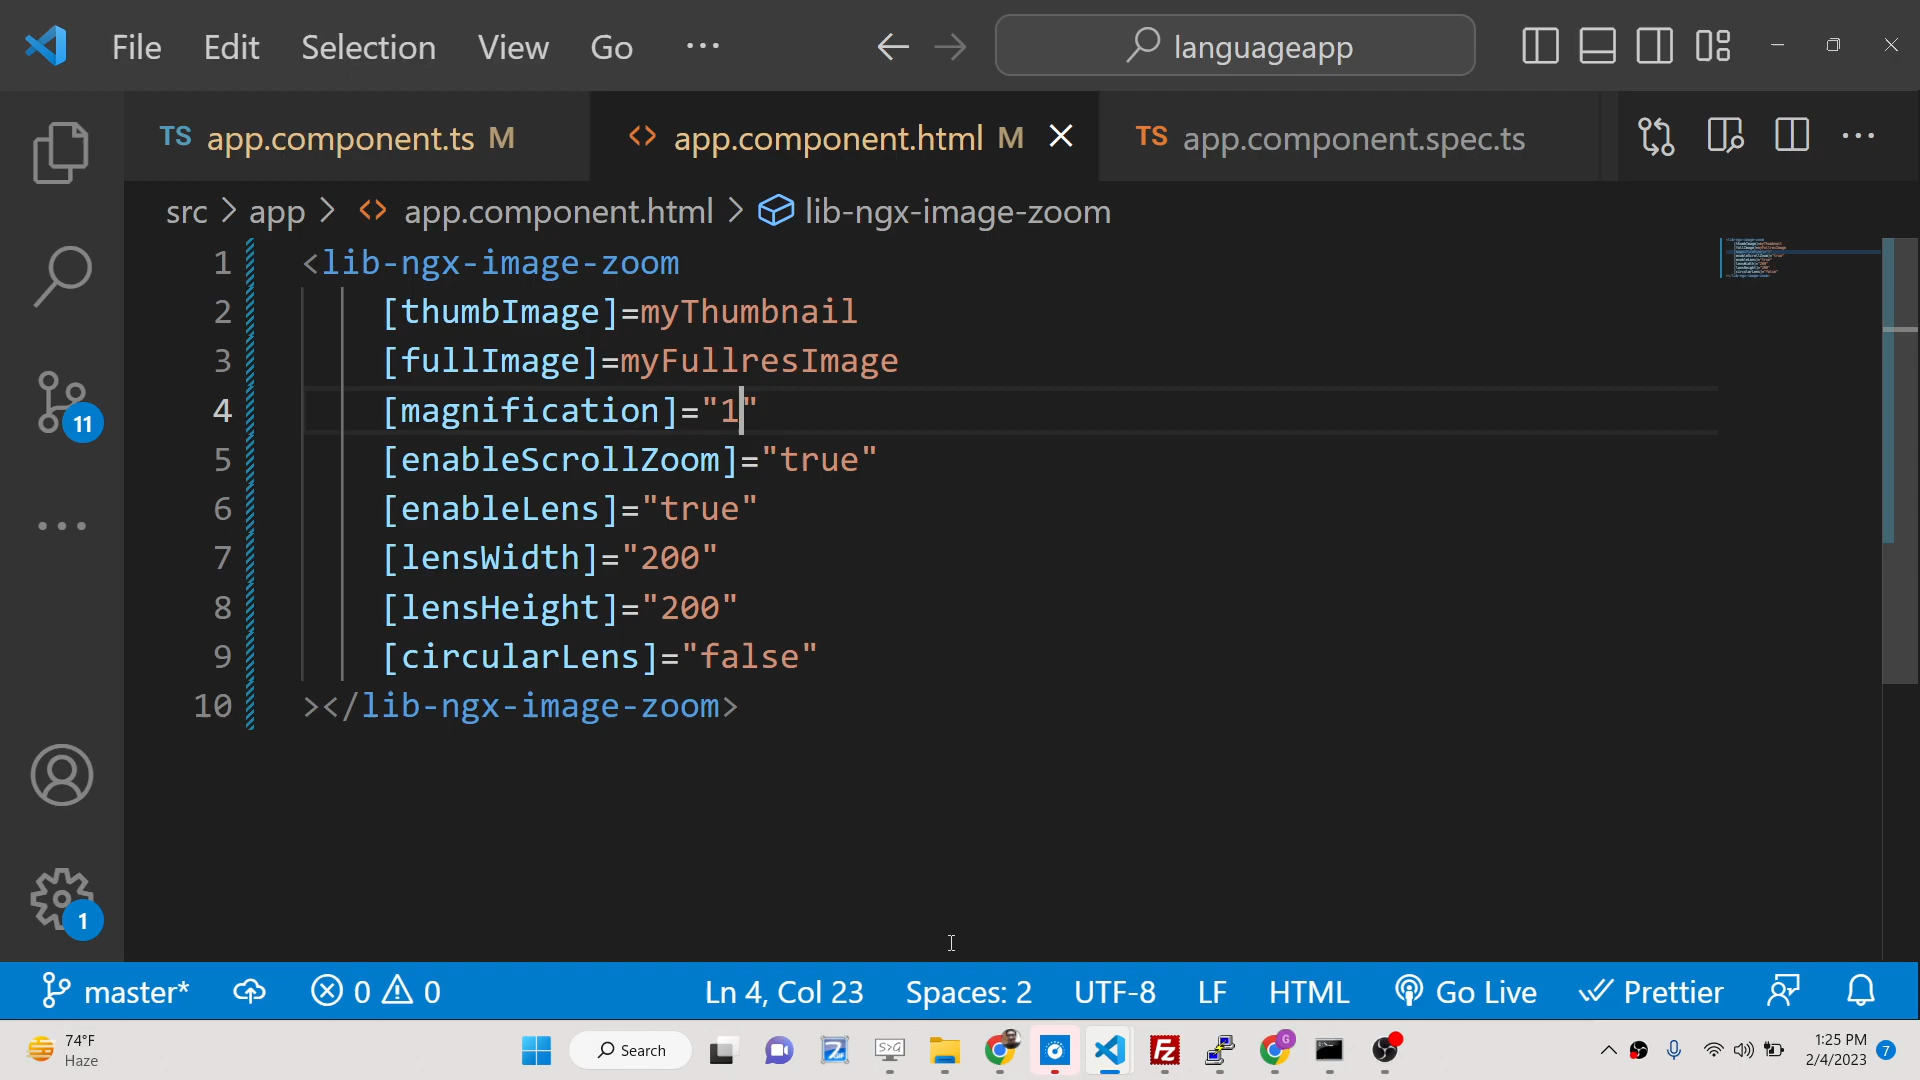 File Edit Selection View Go ··· languageapp
TS app.component.ts M <> app.component.html M TS app.component.spec.ts
src > app > <> app.component.html > lib-ngx-image-zoom
1 <lib-ngx-image-zoom
2 [thumbImage]=myThumbnail
3 [fullImage]=myFullresImage
4 [magnification]="1"
5 [enableScrollZoom]="true"
6 [enableLens]="true"
7 [lensWidth]="200"
8 [lensHeight]="200"
9 [circularLens]="false"
10 ></lib-ngx-image-zoom>
11
1
master* 0 0 Ln 4, Col 23 Spaces: 2 UTF-8 LF HTML Go Live Prettier
74°F
Haze
Search
S>G
Fz
G
1:25 PM
2/4/2023
7